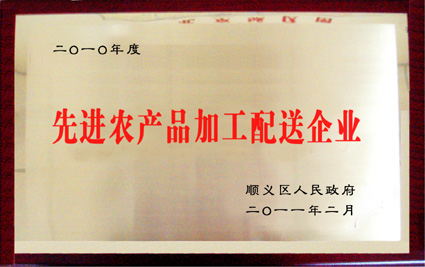 二〇一〇年度
先进农产品加工配送企业
顺义区人民政府
二〇一一年二月